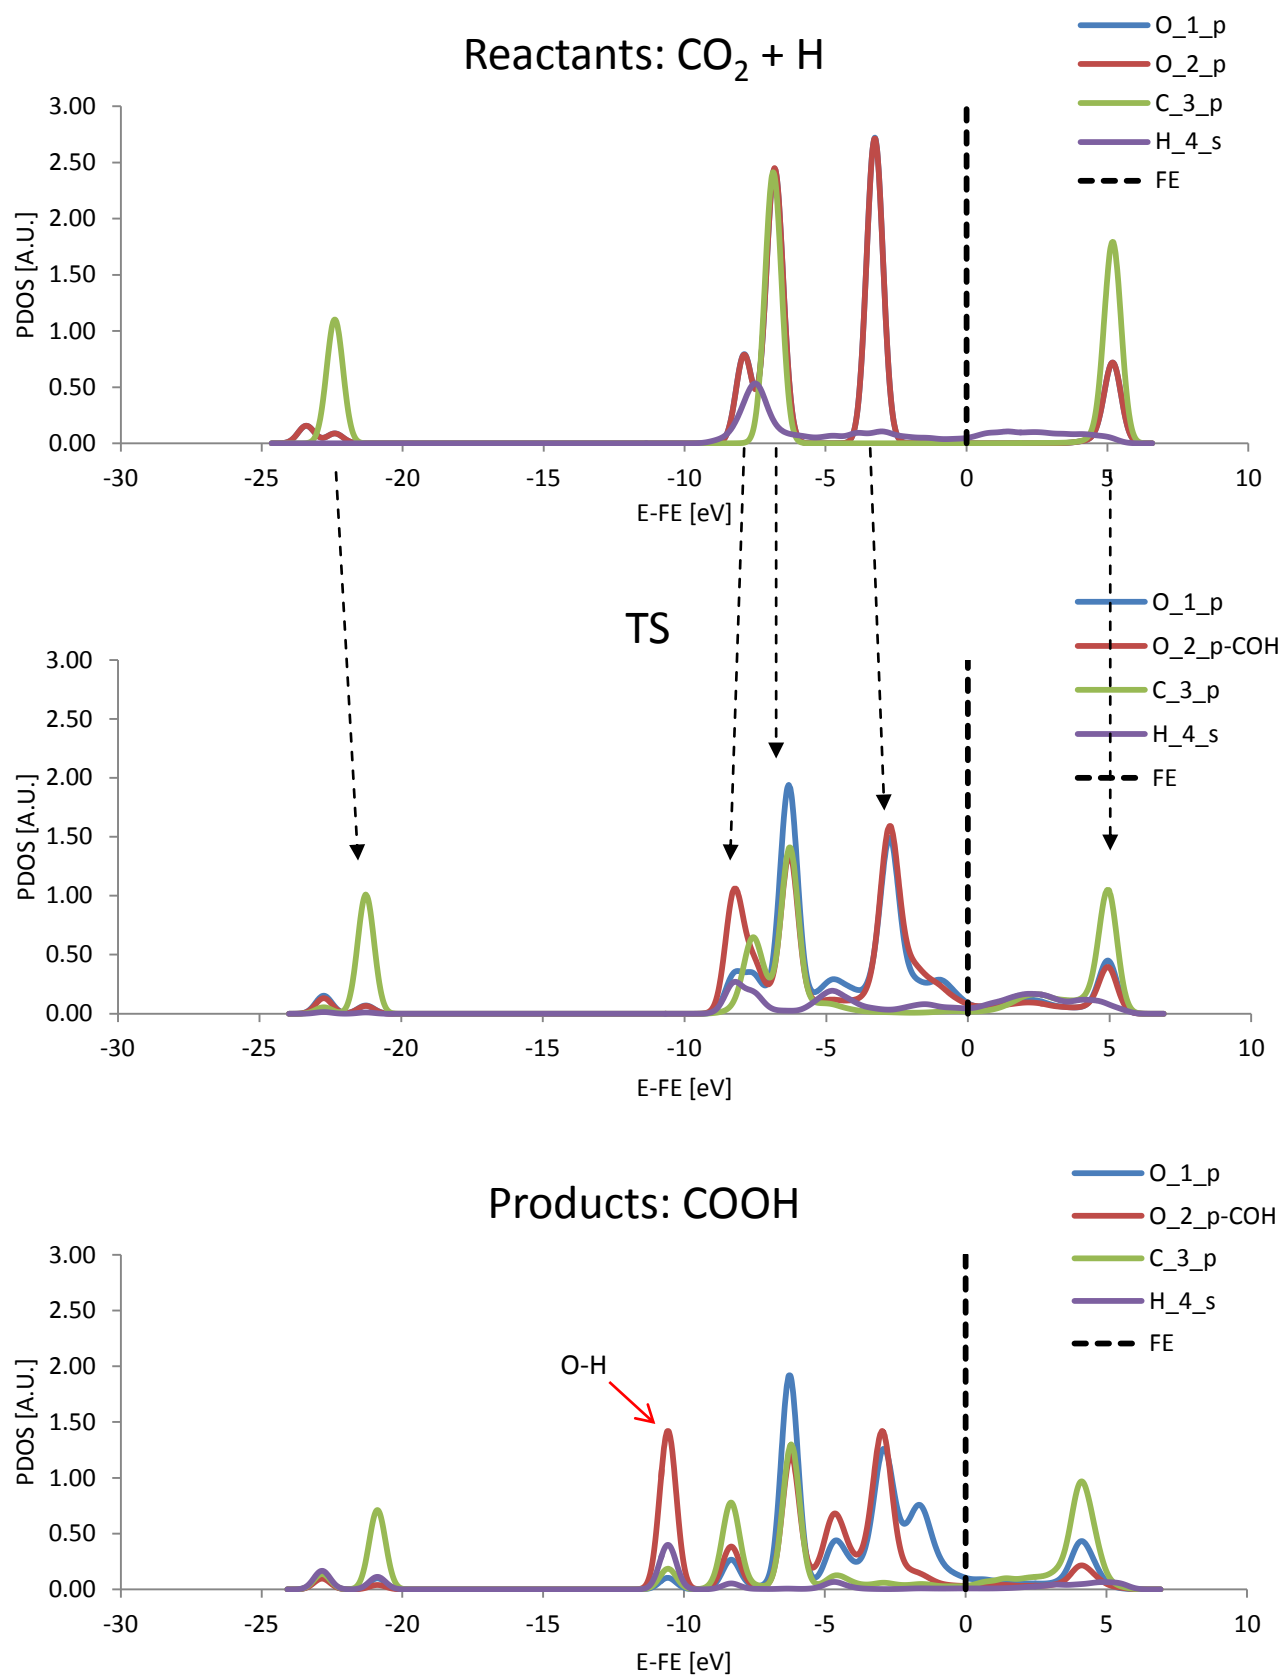 Reactants: CO₂ + H
O_1_p
O_2_p
C_3_p
H_4_s
FE
PDOS [A.U.]
3.00
2.50
2.00
1.50
1.00
0.50
0.00
-30 -25 -20 -15 -10 -5 0 5 10
E-FE [eV]
TS
O_1_p
O_2_p-COH
C_3_p
H_4_s
FE
PDOS [A.U.]
3.00
2.50
2.00
1.50
1.00
0.50
0.00
-30 -25 -20 -15 -10 -5 0 5 10
E-FE [eV]
Products: COOH
O_1_p
O_2_p-COH
C_3_p
H_4_s
FE
O-H
PDOS [A.U.]
3.00
2.50
2.00
1.50
1.00
0.50
0.00
-30 -25 -20 -15 -10 -5 0 5 10
E-FE [eV]